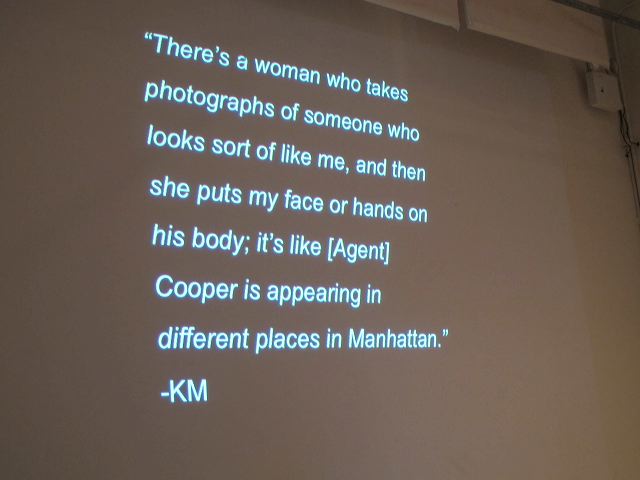 “There’s a woman who takes
photographs of someone who
looks sort of like me, and then
she puts my face or hands on
his body; it’s like [Agent]
Cooper is appearing in
different places in Manhattan.”
-KM